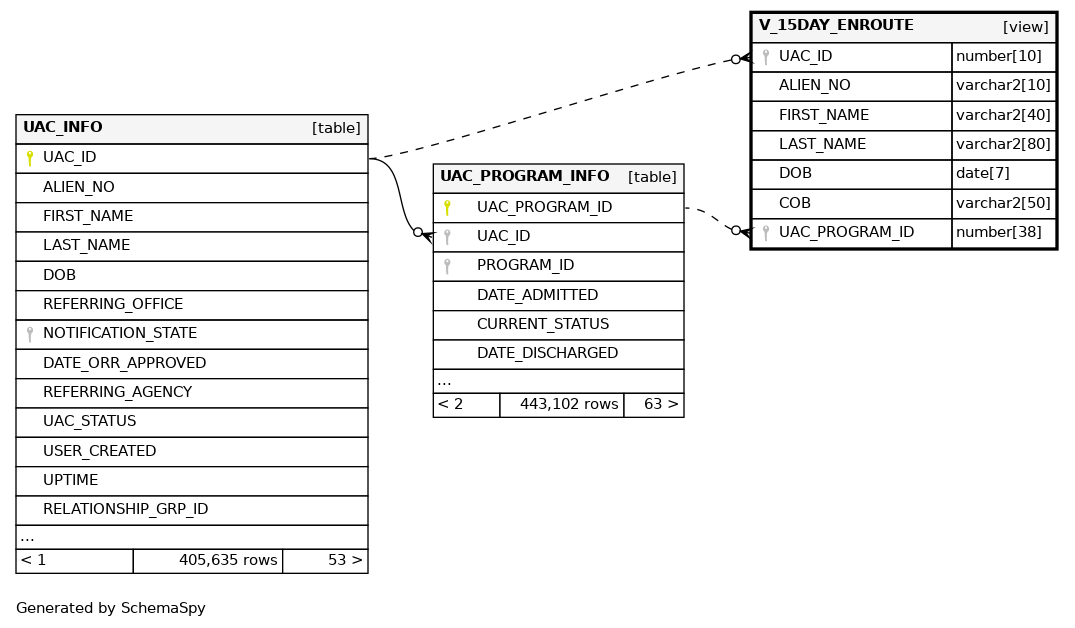 V_15DAY_ENROUTE [view]
UAC_ID number[10]
ALIEN_NO varchar2[10]
FIRST_NAME varchar2[40]
LAST_NAME varchar2[80]
DOB date[7]
COB varchar2[50]
UAC_PROGRAM_ID number[38]
UAC_INFO [table]
UAC_ID
ALIEN_NO
FIRST_NAME
LAST_NAME
DOB
REFERRING_OFFICE
NOTIFICATION_STATE
DATE_ORR_APPROVED
REFERRING_AGENCY
UAC_STATUS
USER_CREATED
UPTIME
RELATIONSHIP_GRP_ID
...
< 1 405,635 rows 53 >
UAC_PROGRAM_INFO [table]
UAC_PROGRAM_ID
UAC_ID
PROGRAM_ID
DATE_ADMITTED
CURRENT_STATUS
DATE_DISCHARGED
...
< 2 443,102 rows 63 >
Generated by SchemaSpy